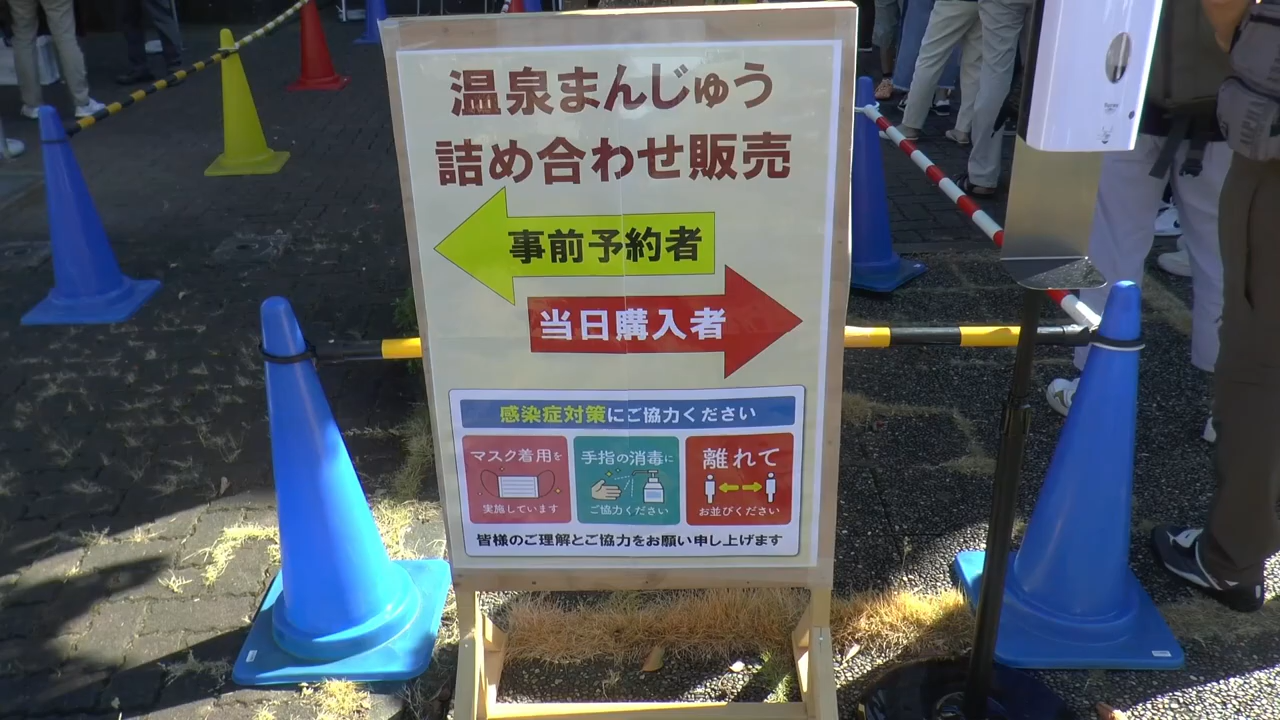 温泉まんじゅう
詰め合わせ販売
事前予約者
当日購入者
感染症対策にご協力ください
マスク着用を
実施しています
手指の消毒に
ご協力ください
離れて
お並びください
皆様のご理解とご協力をお願い申し上げます